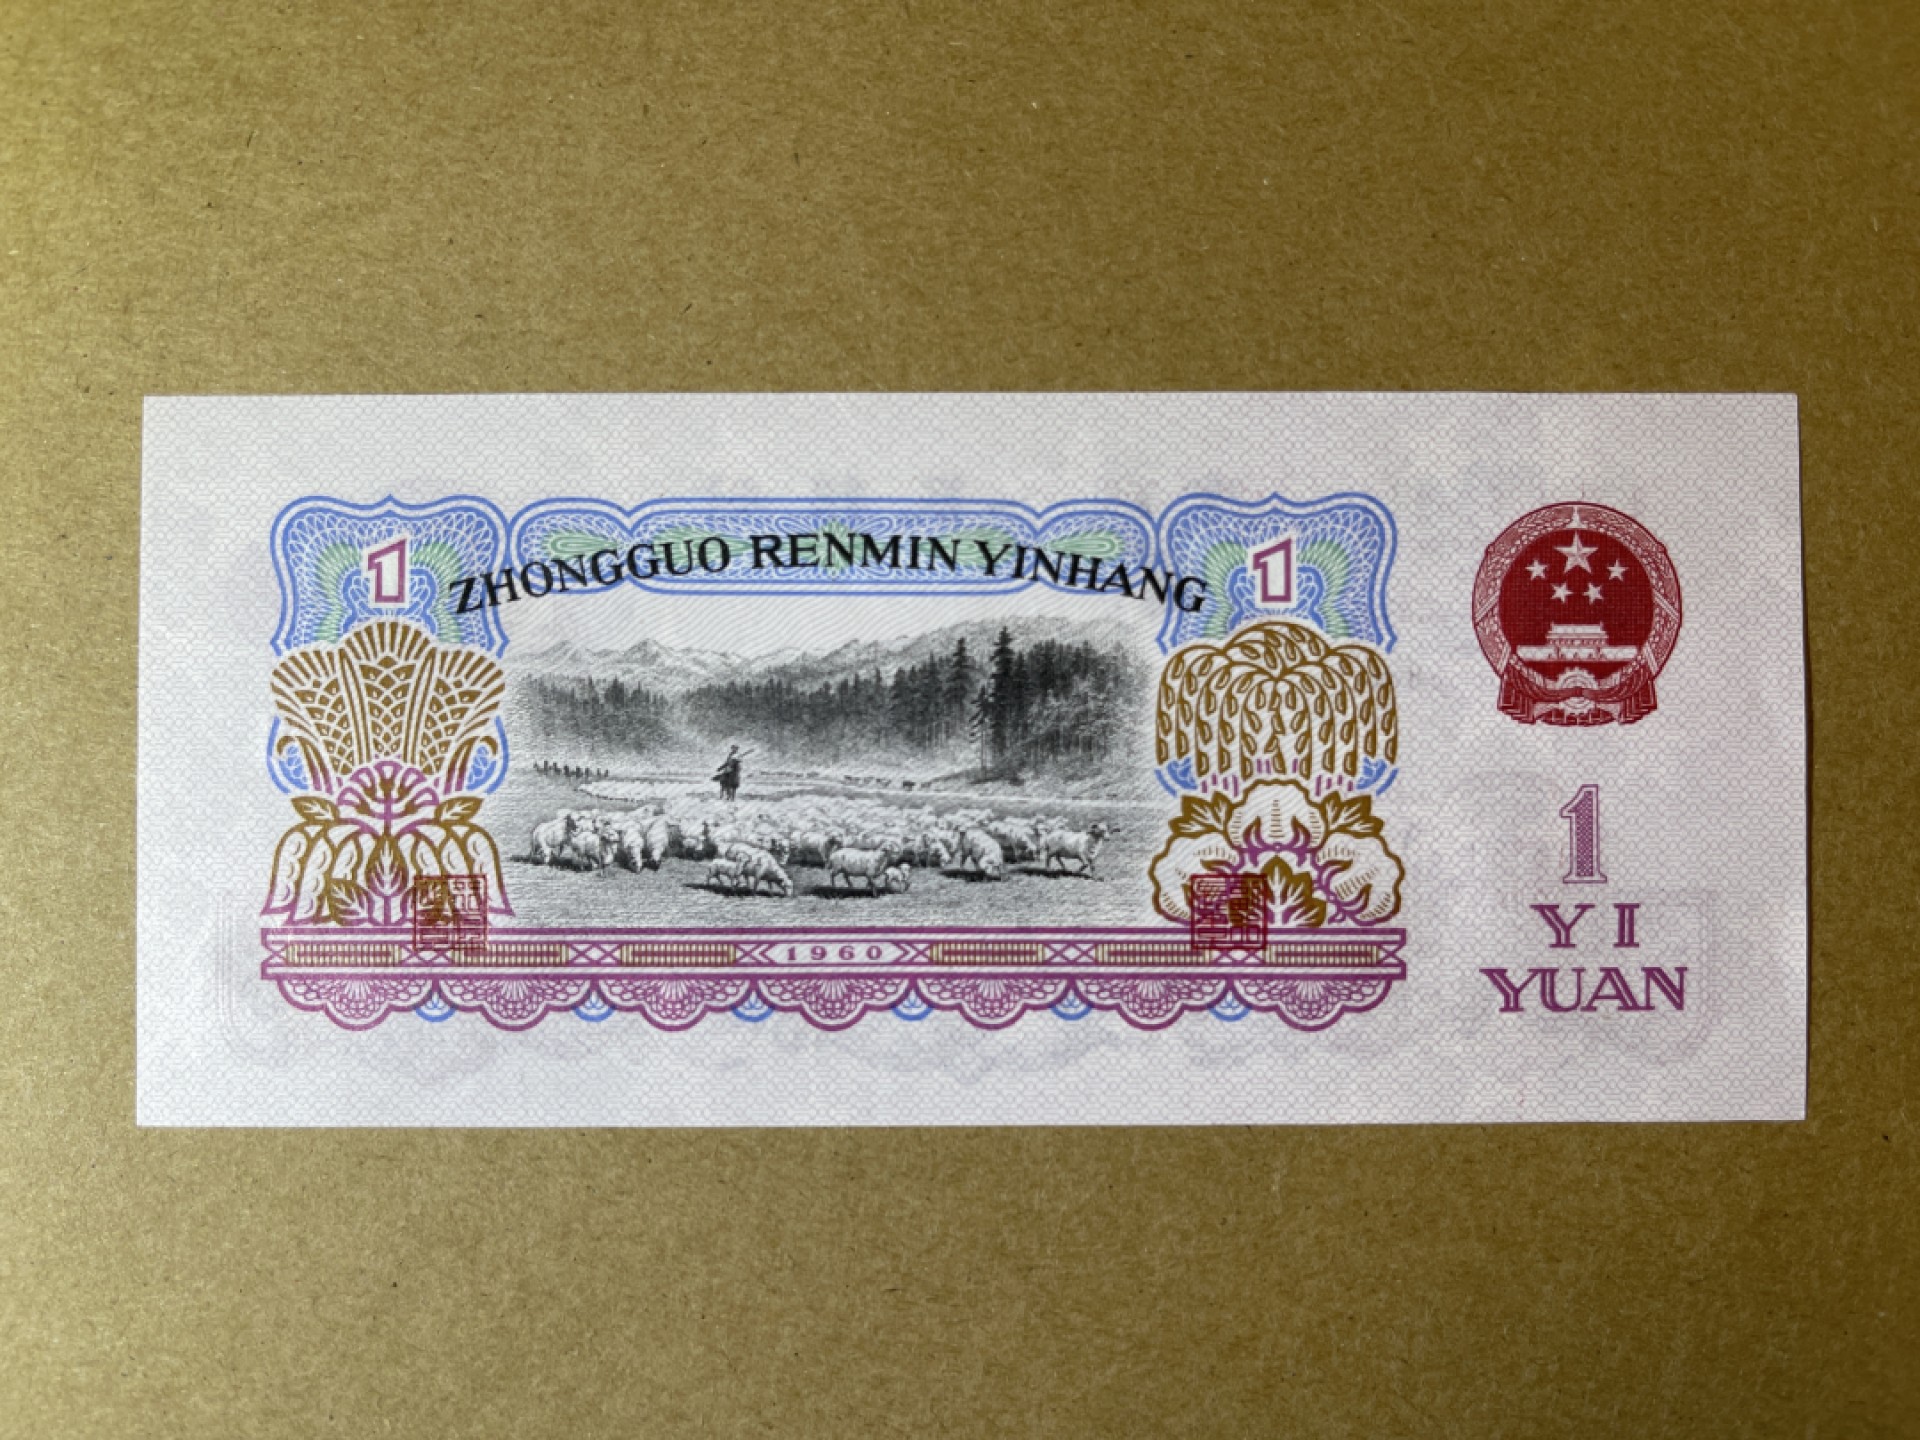 1 ZHONGGUO RENMIN YINHANG 1
1960
1
YI
YUAN